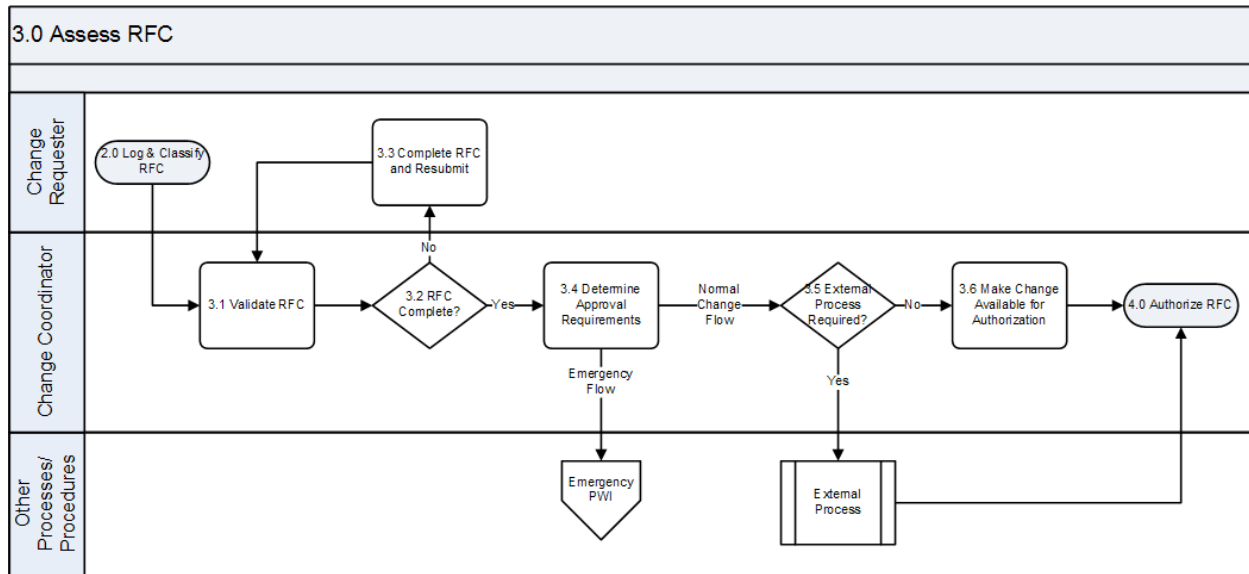 3.0 Assess RFC
Change
Requester
2.0 Log & Classify
RFC
3.3 Complete RFC
and Resubmit
No
Change Coordinator
3.1 Validate RFC
3.2 RFC
Complete?
Yes
3.4 Determine
Approval
Requirements
Normal
Change
Flow
3.5 External
Process
Required?
No
3.6 Make Change
Available for
Authorization
4.0 Authorize RFC
Emergency
Flow
Yes
Other
Processes/
Procedures
Emergency
PWI
External
Process